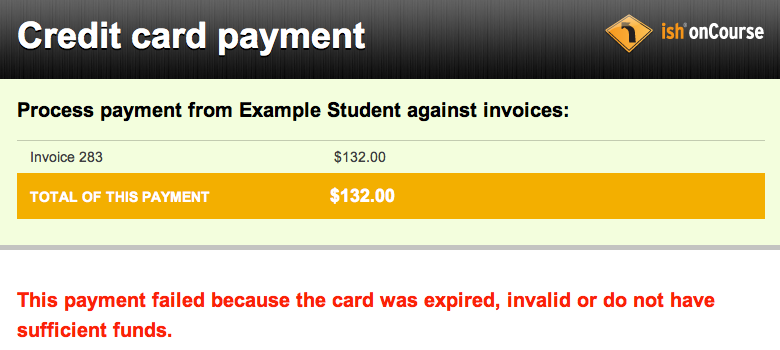 Credit card payment
ish onCourse
Process payment from Example Student against invoices:
Invoice 283 $132.00
TOTAL OF THIS PAYMENT $132.00
This payment failed because the card was expired, invalid or do not have
sufficient funds.